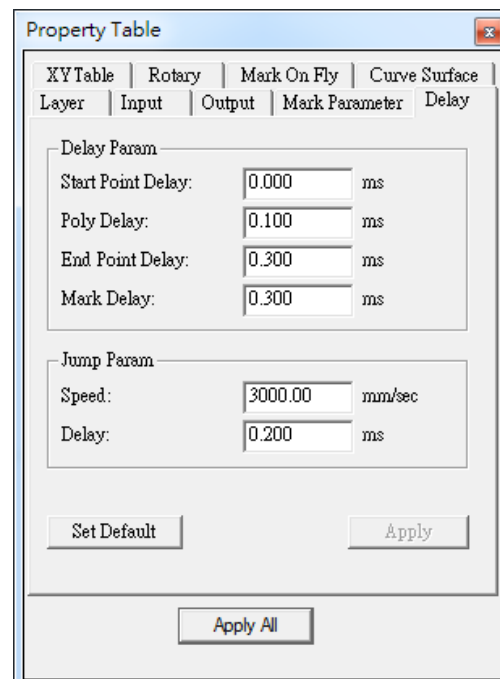 Property Table
XYTable Rotary Mark On Fly Curve Surface
Layer Input Output Mark Parameter Delay
Delay Param
Start Point Delay: 0.000 ms
Poly Delay: 0.100 ms
End Point Delay: 0.300 ms
Mark Delay: 0.300 ms
Jump Param
Speed: 3000.00 mm/sec
Delay: 0.200 ms
Set Default Apply
Apply All